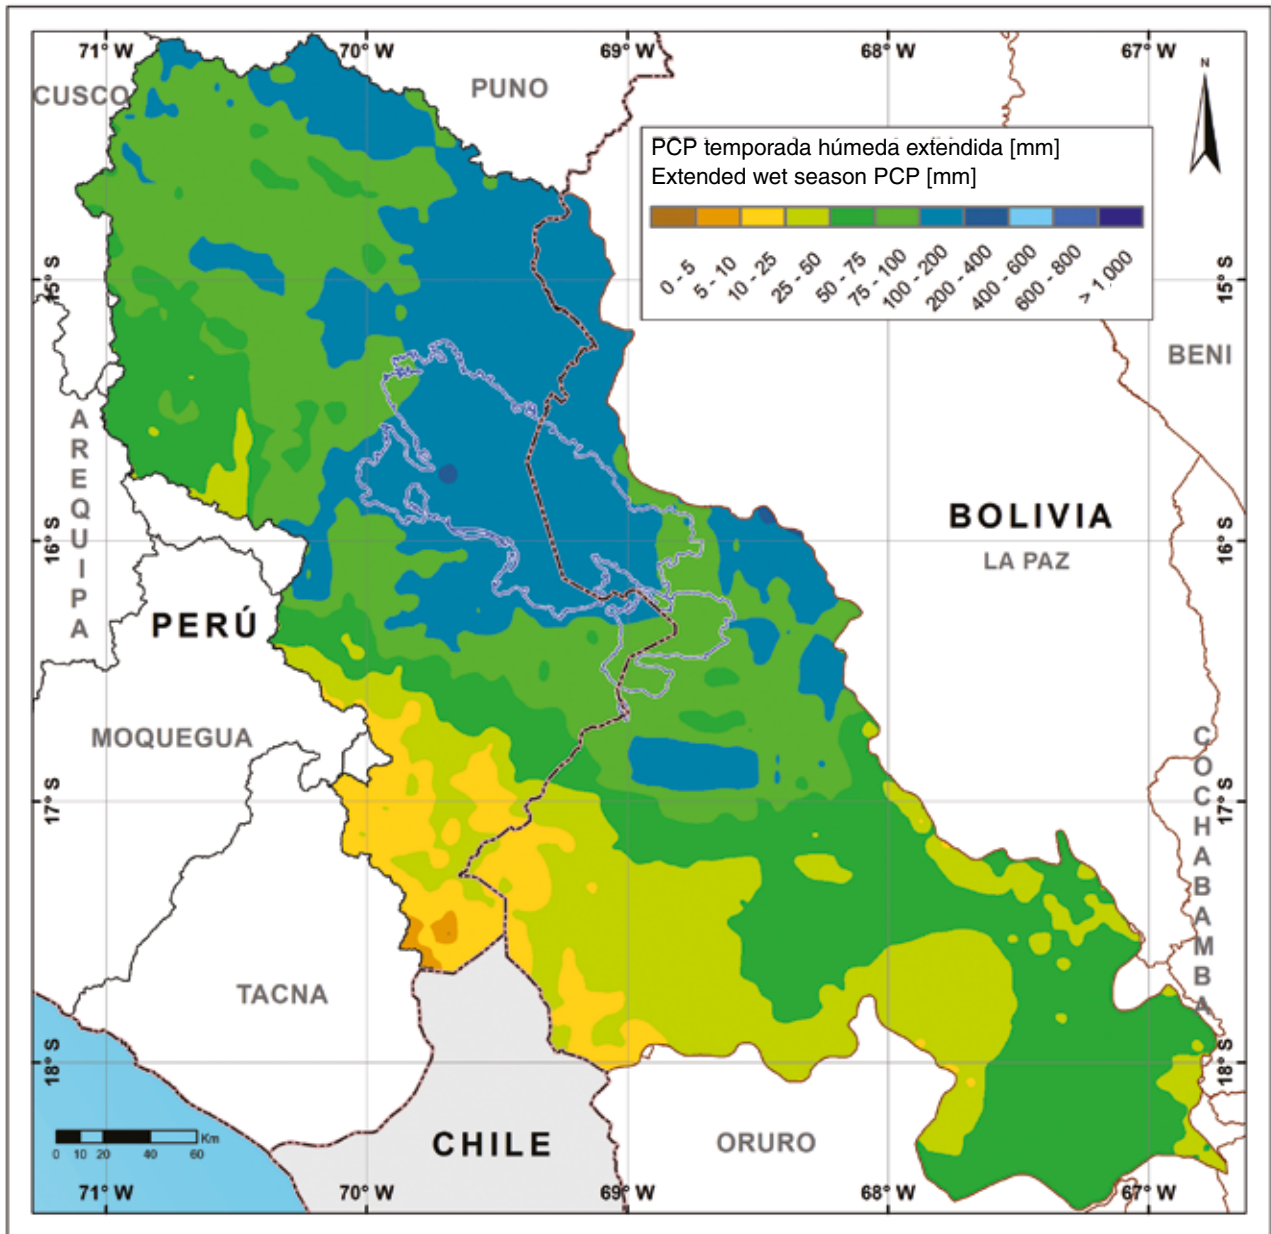 71° W 70° W 69° W 68° W 67° W
CUSCO
PUNO
N
PCP temporada húmeda extendida [mm]
Extended wet season PCP [mm]
0 - 5
5 - 10
10 - 25
25 - 50
50 - 75
75 - 100
100 - 200
200 - 400
400 - 600
600 - 800
> 1 000
15° S
15° S
BENI
AREQUIPA
BOLIVIA
LA PAZ
16° S
16° S
PERÚ
MOQUEGUA
COCHABAMBA
17° S
17° S
TACNA
18° S
18° S
CHILE
ORURO
Km
0 10 20 40 60
71° W 70° W 69° W 68° W 67° W